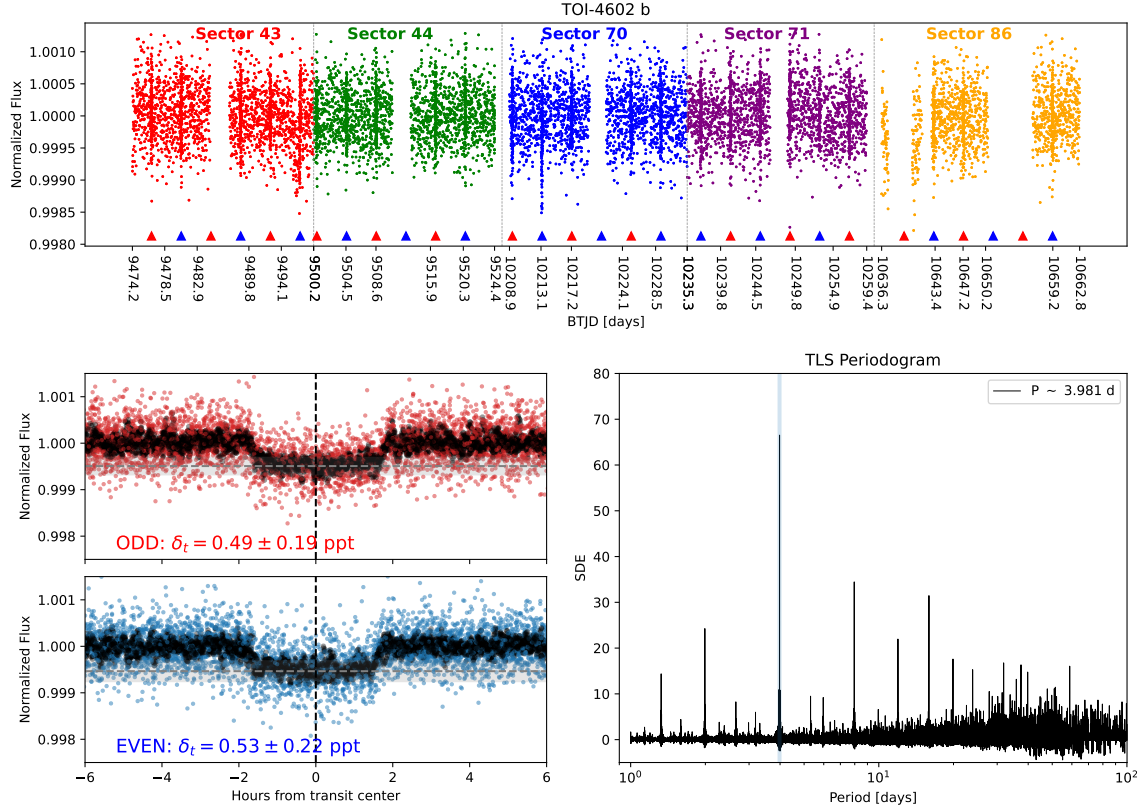 TOI-4602 b
Sector 43 Sector 44 Sector 70 Sector 71 Sector 86
Normalized Flux
1.0010
1.0005
1.0000
0.9995
0.9990
0.9985
0.9980
9474.2 9478.5 9482.9 9489.8 9494.1 9500.2 9504.5 9508.6 9515.9 9520.3 9524.4 10208.9 10213.1 10217.2 10224.1 10228.5 10235.3 10239.8 10244.5 10249.8 10254.9 10259.4 10636.3 10643.4 10647.2 10650.2 10659.2 10662.8
BTJD [days]
Normalized Flux
1.001
1.000
0.999
0.998
ODD: δt = 0.49 ± 0.19 ppt
Normalized Flux
1.001
1.000
0.999
0.998
EVEN: δt = 0.53 ± 0.22 ppt
−6 −4 −2 0 2 4 6
Hours from transit center
TLS Periodogram
P ~ 3.981 d
SDE
80
70
60
50
40
30
20
10
0
10⁰ 10¹ 10²
Period [days]